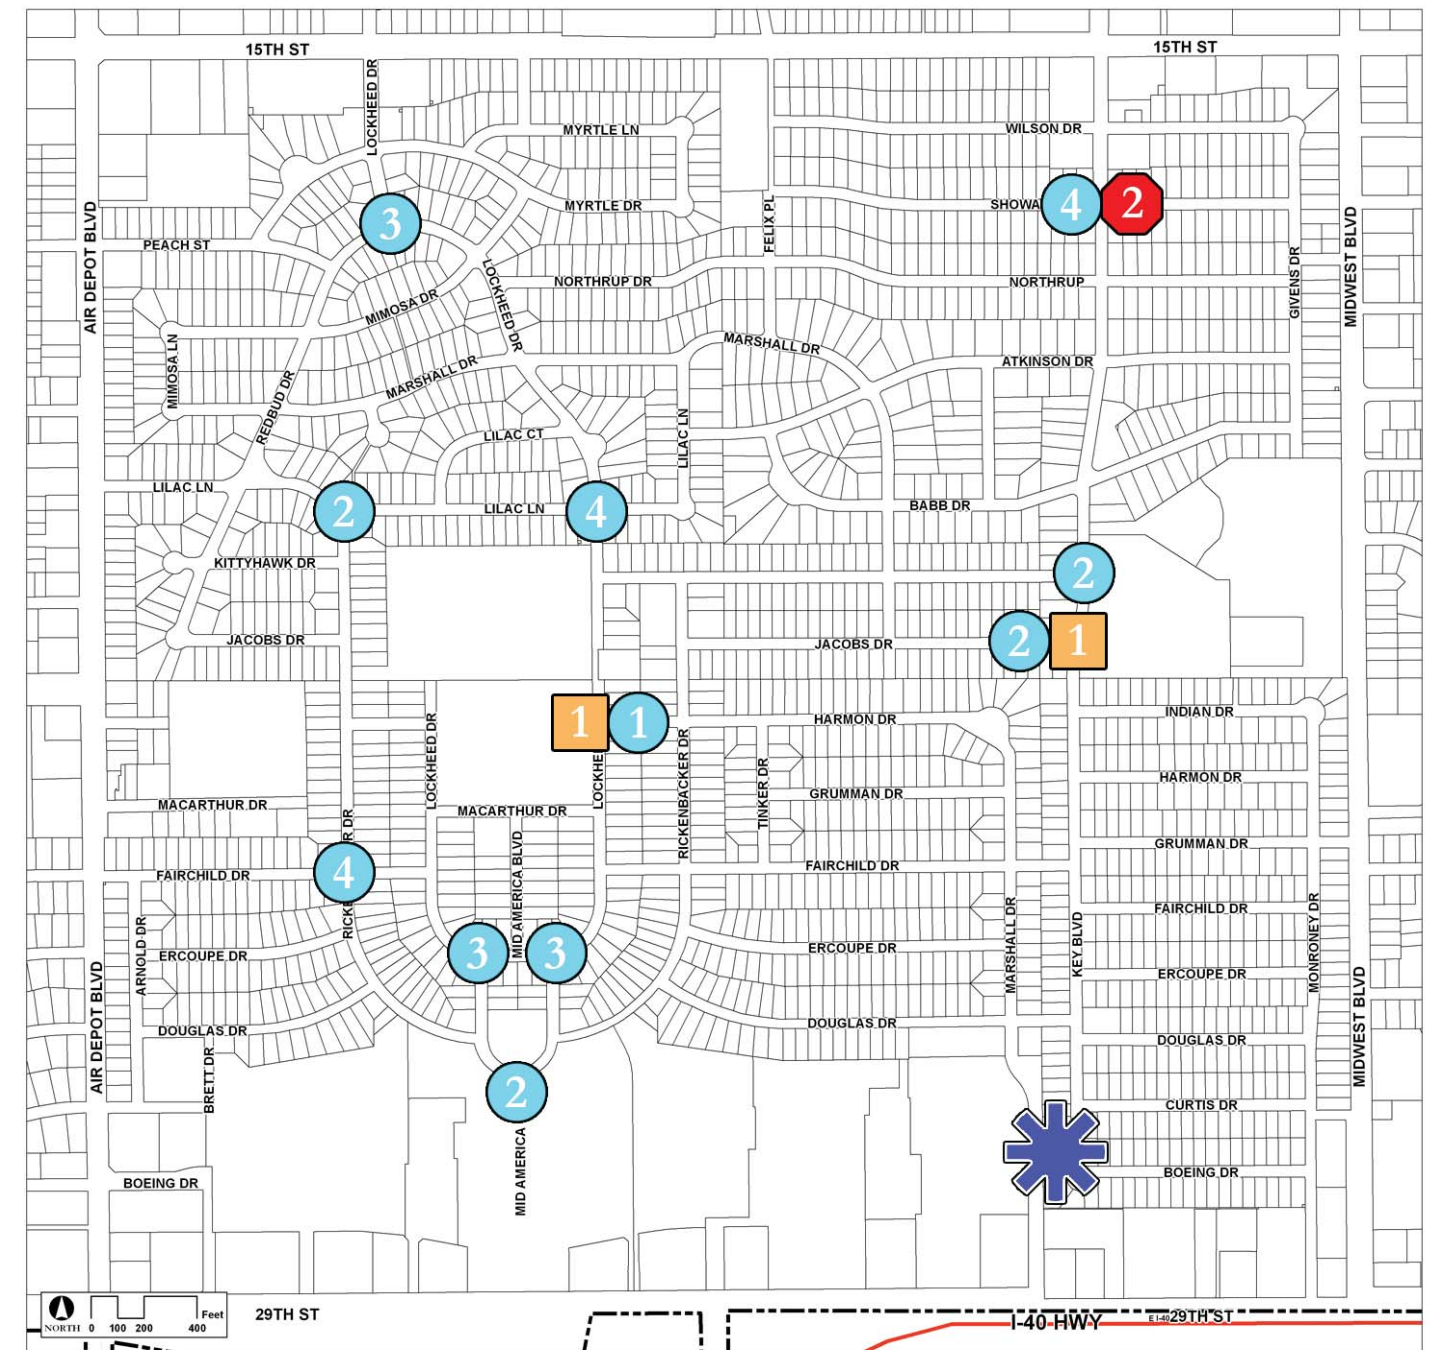 15TH ST
15TH ST
LOCKHEED DR
MYRTLE LN
WILSON DR
AIR DEPOT BLVD
MYRTLE DR
FELIX PL
SHOWA
4
2
MIDWEST BLVD
3
PEACH ST
LOCKHEED DR
NORTHRUP DR
NORTHRUP
GIVENS DR
MIMOSA DR
MIMOSA LN
MARSHALL DR
MARSHALL DR
ATKINSON DR
REDBUD DR
LILAC CT
LILAC LN
LILAC LN
2
LILAC LN
4
BABB DR
KITTYHAWK DR
2
JACOBS DR
JACOBS DR
2
1
1
1
HARMON DR
INDIAN DR
LOCKHEED DR
LOCKHE
RICKENBACKER DR
TINKER DR
HARMON DR
GRUMMAN DR
MACARTHUR DR
MACARTHUR DR
R DR
MID AMERICA BLVD
GRUMMAN DR
4
FAIRCHILD DR
FAIRCHILD DR
RICKE
FAIRCHILD DR
ARNOLD DR
ERCOUPE DR
3
3
ERCOUPE DR
MARSHALL DR
KEY BLVD
ERCOUPE DR
MONRONEY DR
AIR DEPOT BLVD
MIDWEST BLVD
DOUGLAS DR
DOUGLAS DR
DOUGLAS DR
BRETT DR
2
CURTIS DR
MID AMERICA
BOEING DR
BOEING DR
NORTH
0 100 200 400
Feet
29TH ST
I-40 HWY
E I-40
29TH ST